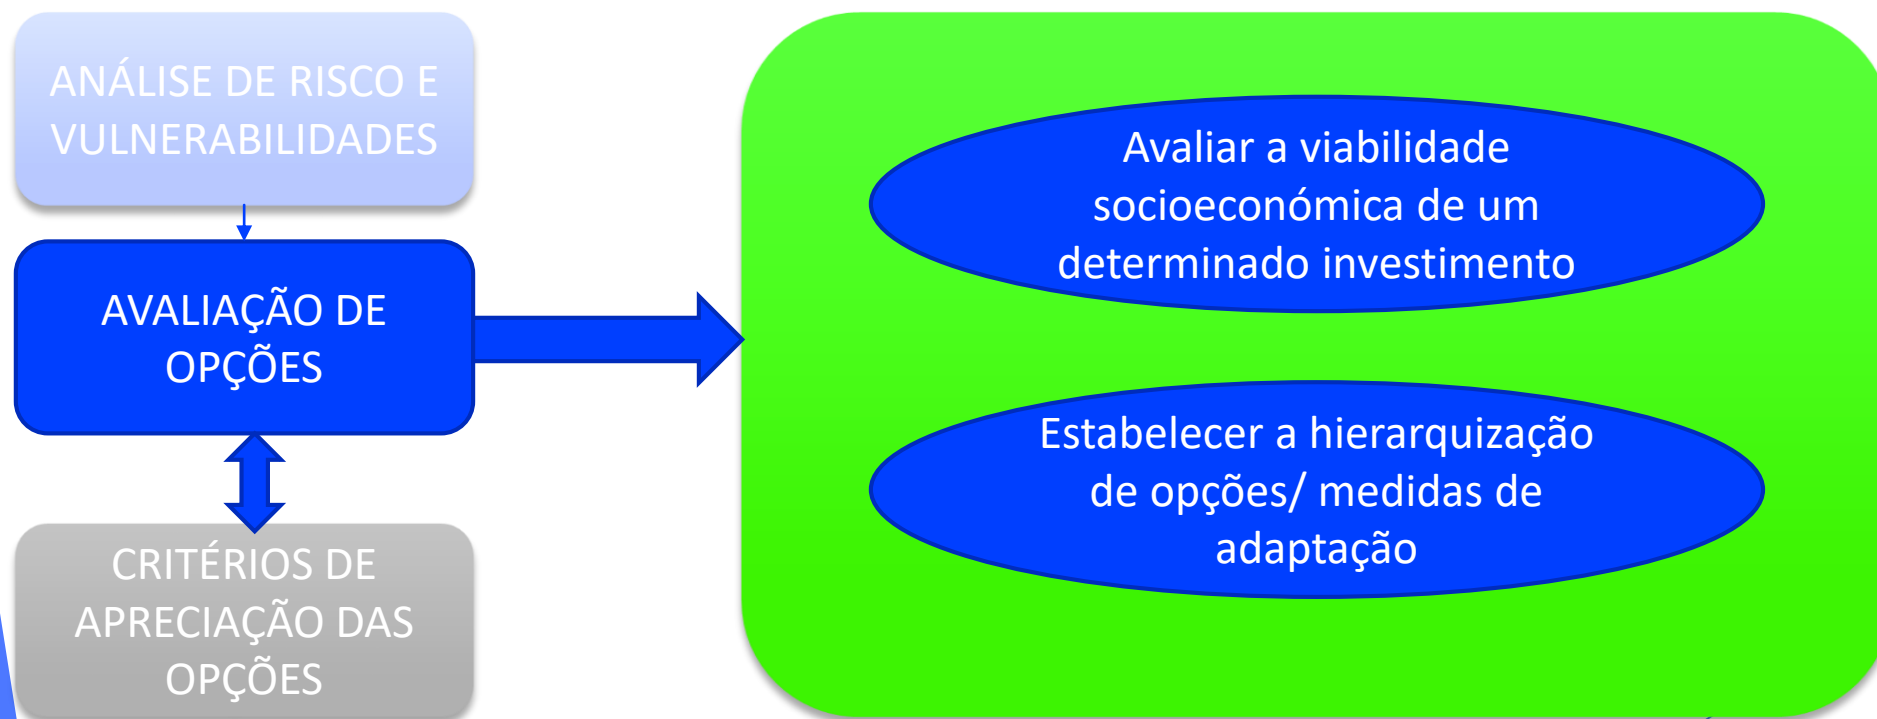 ANÁLISE DE RISCO E
VULNERABILIDADES
AVALIAÇÃO DE
OPÇÕES
CRITÉRIOS DE
APRECIAÇÃO DAS
OPÇÕES
Avaliar a viabilidade
socioeconómica de um
determinado investimento
Estabelecer a hierarquização
de opções/ medidas de
adaptação